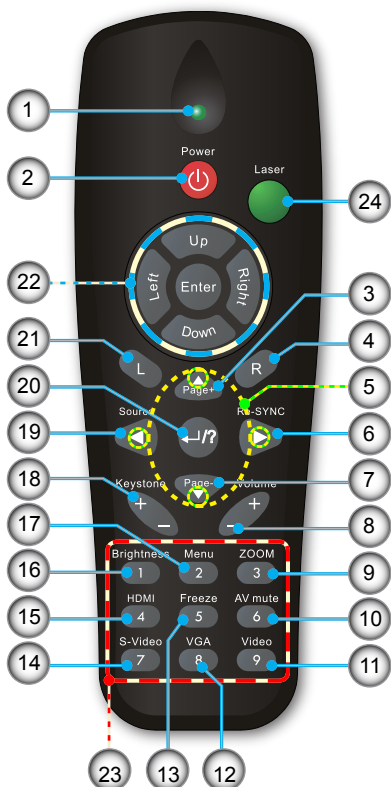 1
Power
2
Laser
24
Up
Left
Enter
Right
Down
22
3
21
L
R
4
Page+
5
20
Source
Re-SYNC
19
/?
6
18
Keystone
Page-
Volume
7
+
+
17
−
−
8
Brightness
Menu
ZOOM
16
1
2
3
9
HDMI
Freeze
AV mute
15
4
5
6
10
S-Video
VGA
Video
14
7
8
9
11
23
13
12